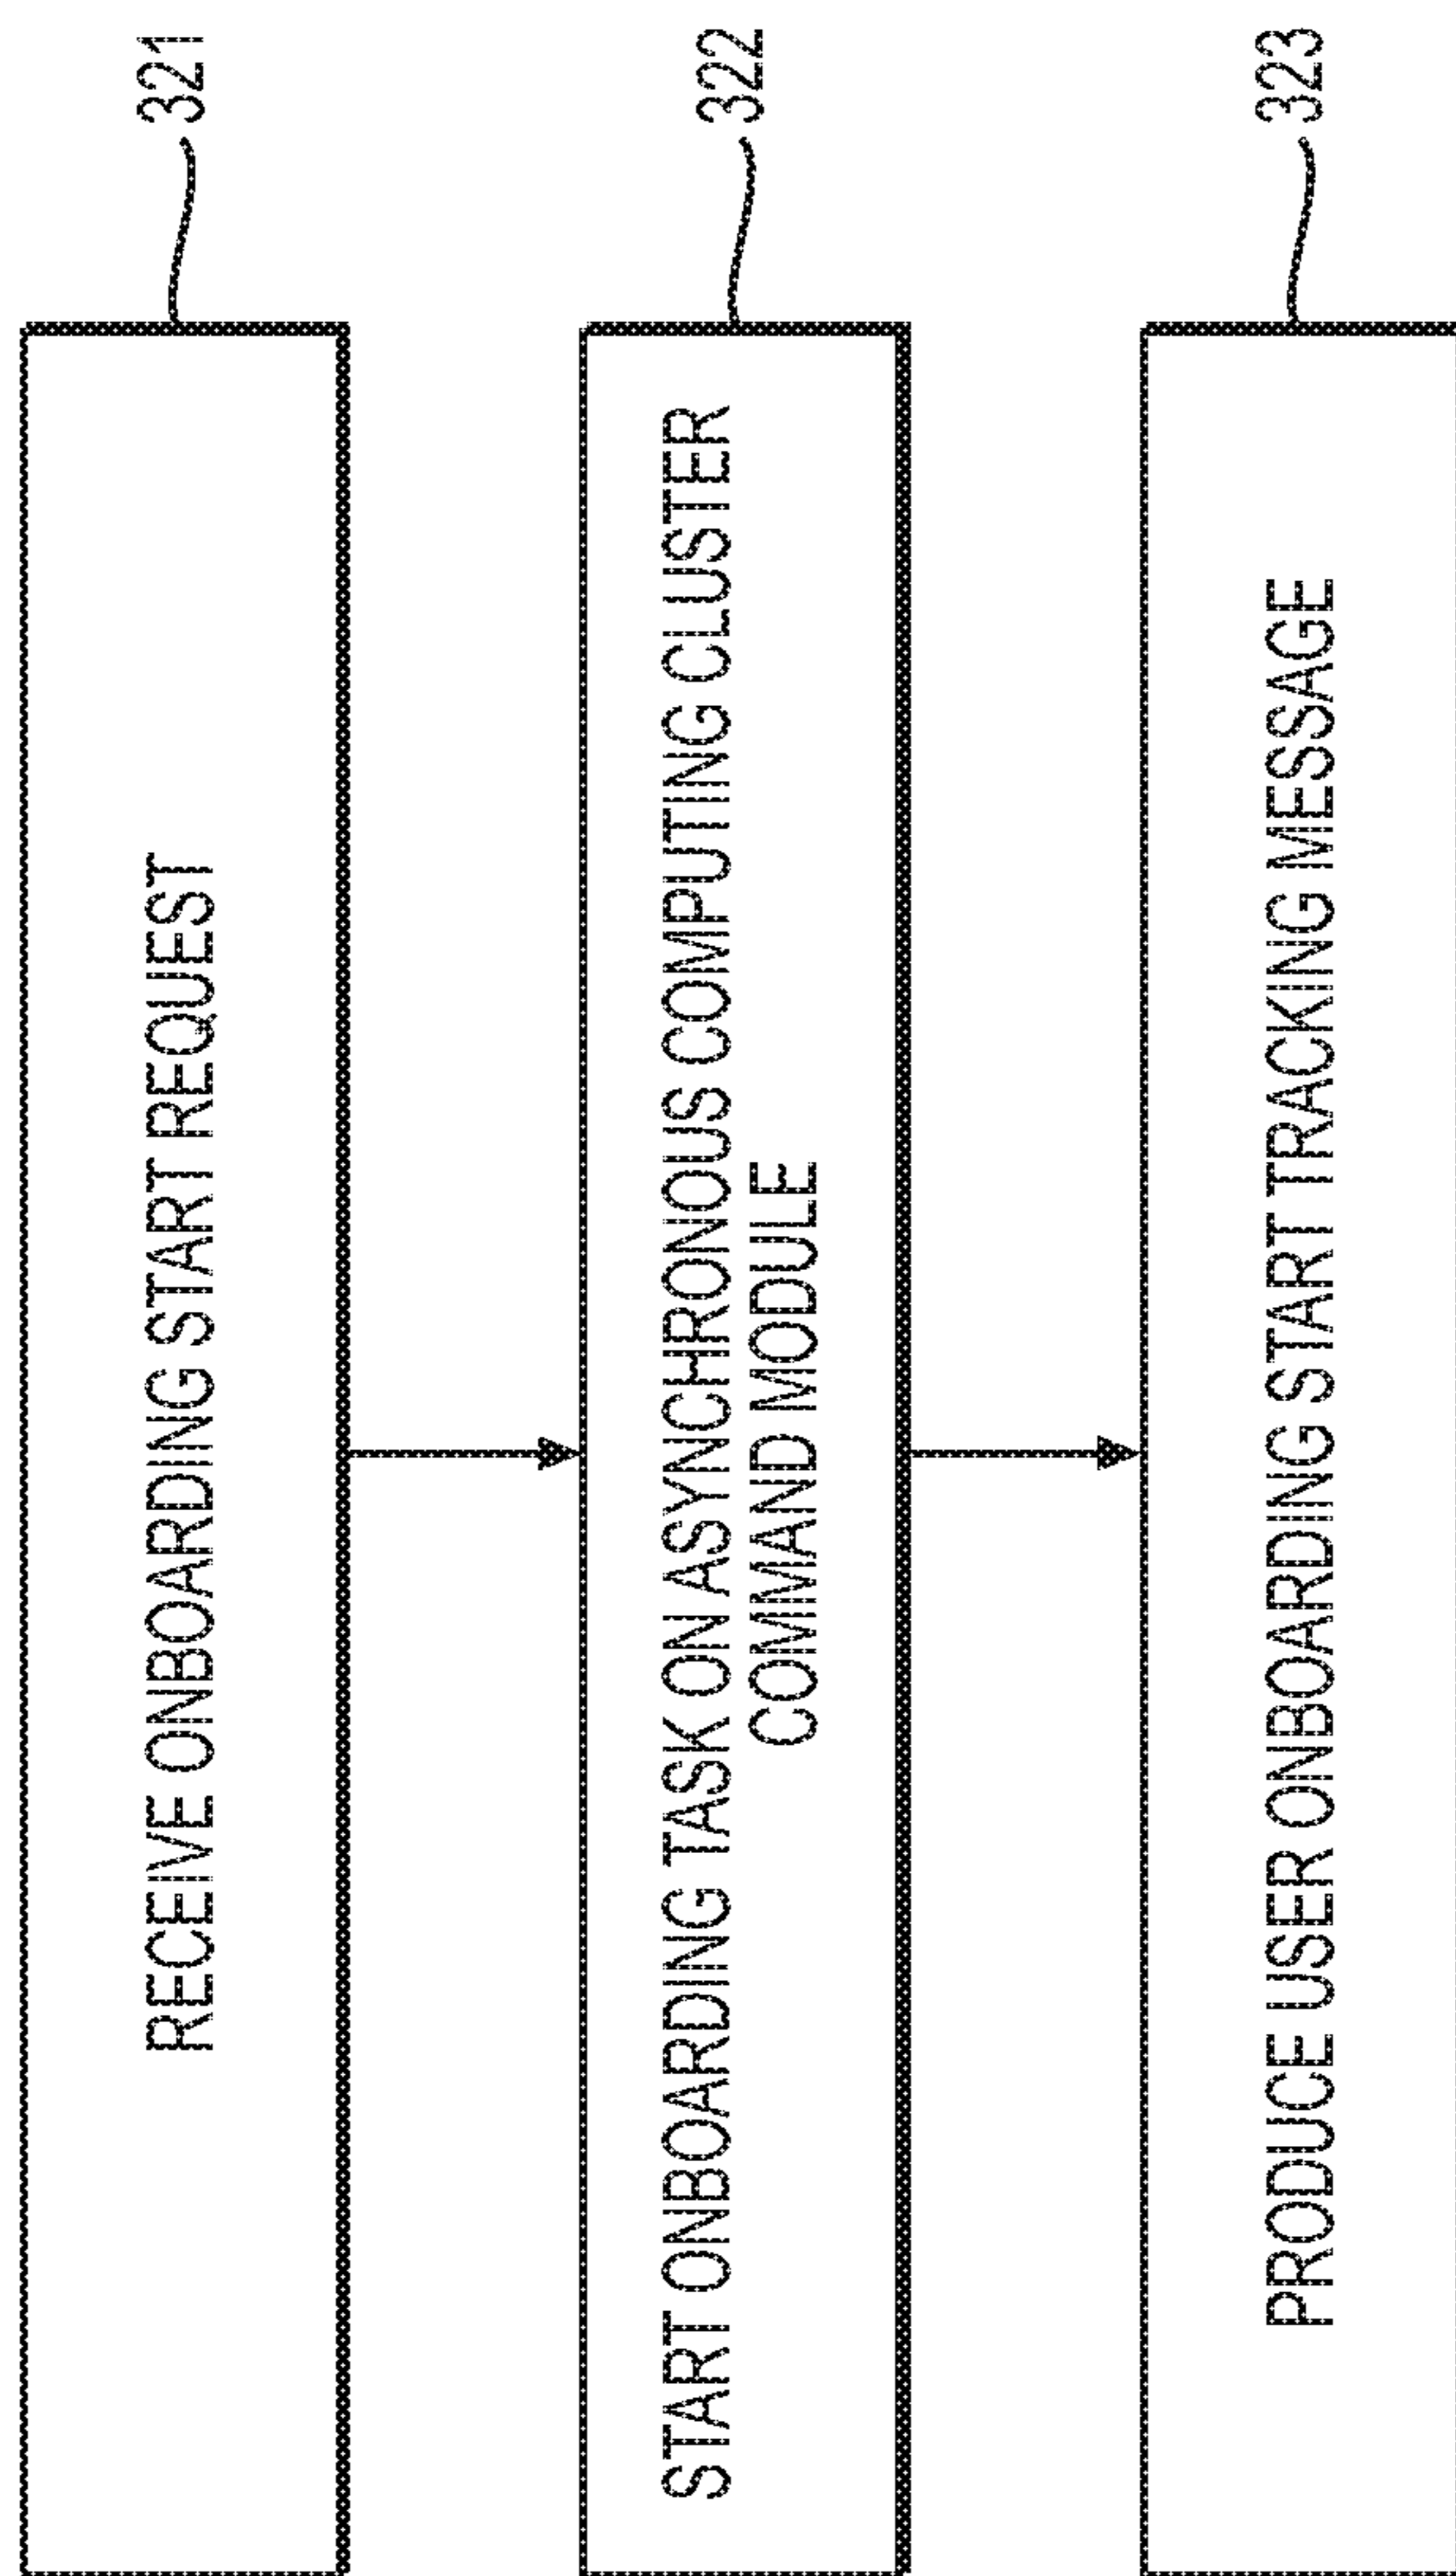 RECEIVE ONBOARDING START REQUEST
321
START ONBOARDING TASK ON ASYNCHRONOUS COMPUTING CLUSTER
COMMAND MODULE
322
PRODUCE USER ONBOARDING START TRACKING MESSAGE
323